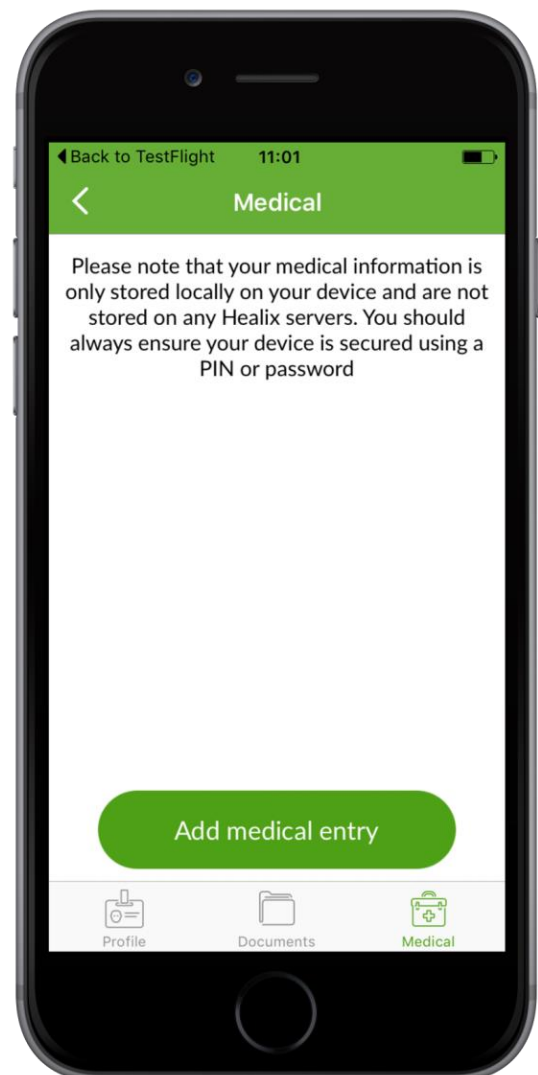 Back to TestFlight 11:01
Medical
Please note that your medical information is
only stored locally on your device and are not
stored on any Healix servers. You should
always ensure your device is secured using a
PIN or password
Add medical entry
Profile Documents Medical